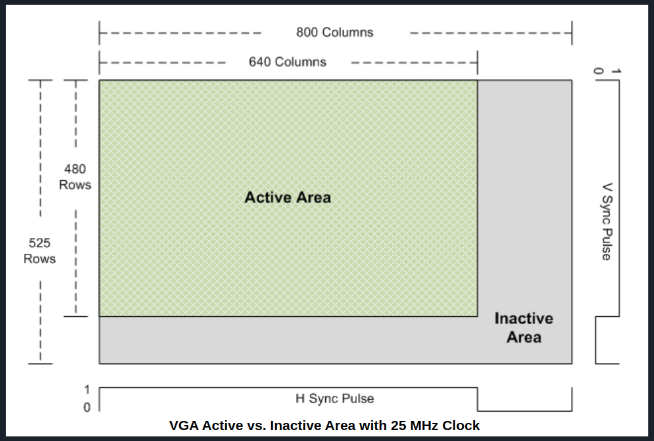 800 Columns
640 Columns
0 1
480
Rows
Active Area
V Sync Pulse
525
Rows
Inactive
Area
1
H Sync Pulse
0
VGA Active vs. Inactive Area with 25 MHz Clock